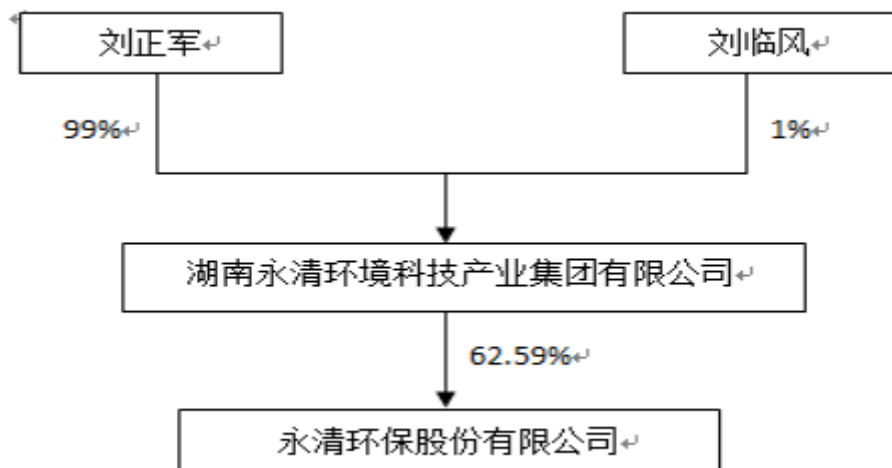 刘正军
刘临风
99%
1%
湖南永清环境科技产业集团有限公司
62.59%
永清环保股份有限公司